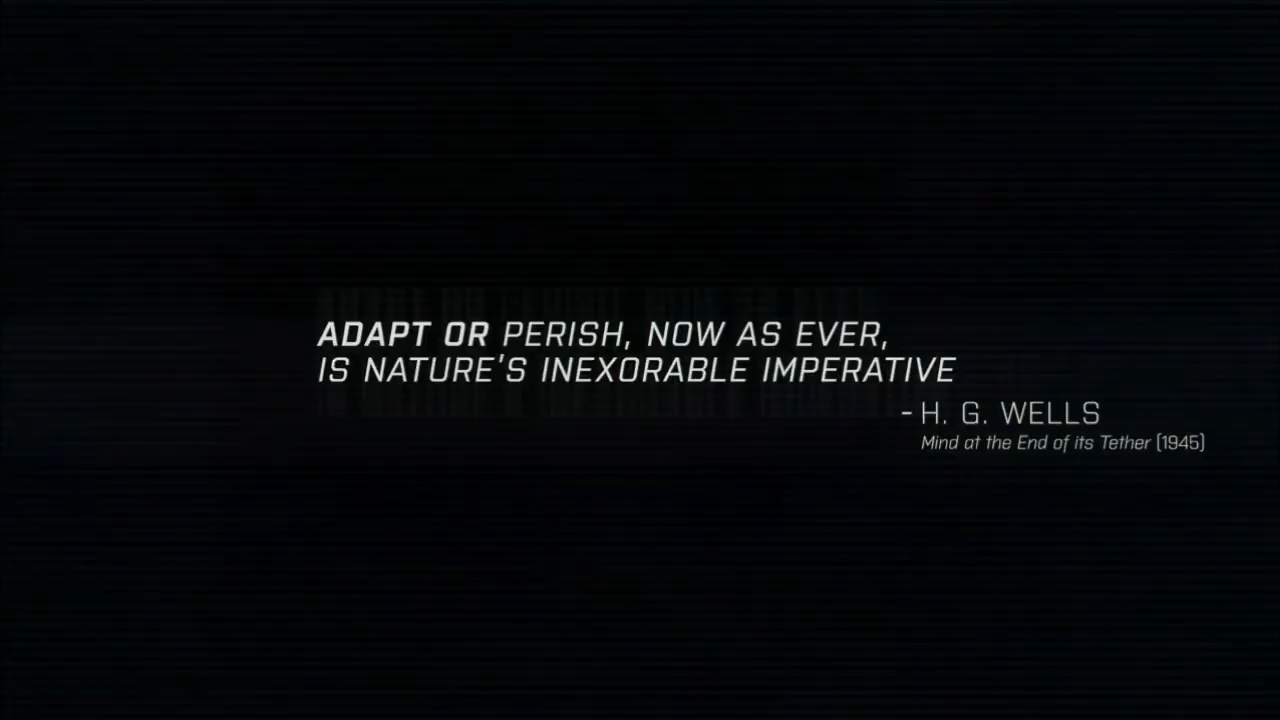 ADAPT OR PERISH, NOW AS EVER,
IS NATURE'S INEXORABLE IMPERATIVE
- H. G. WELLS
Mind at the End of its Tether (1945)